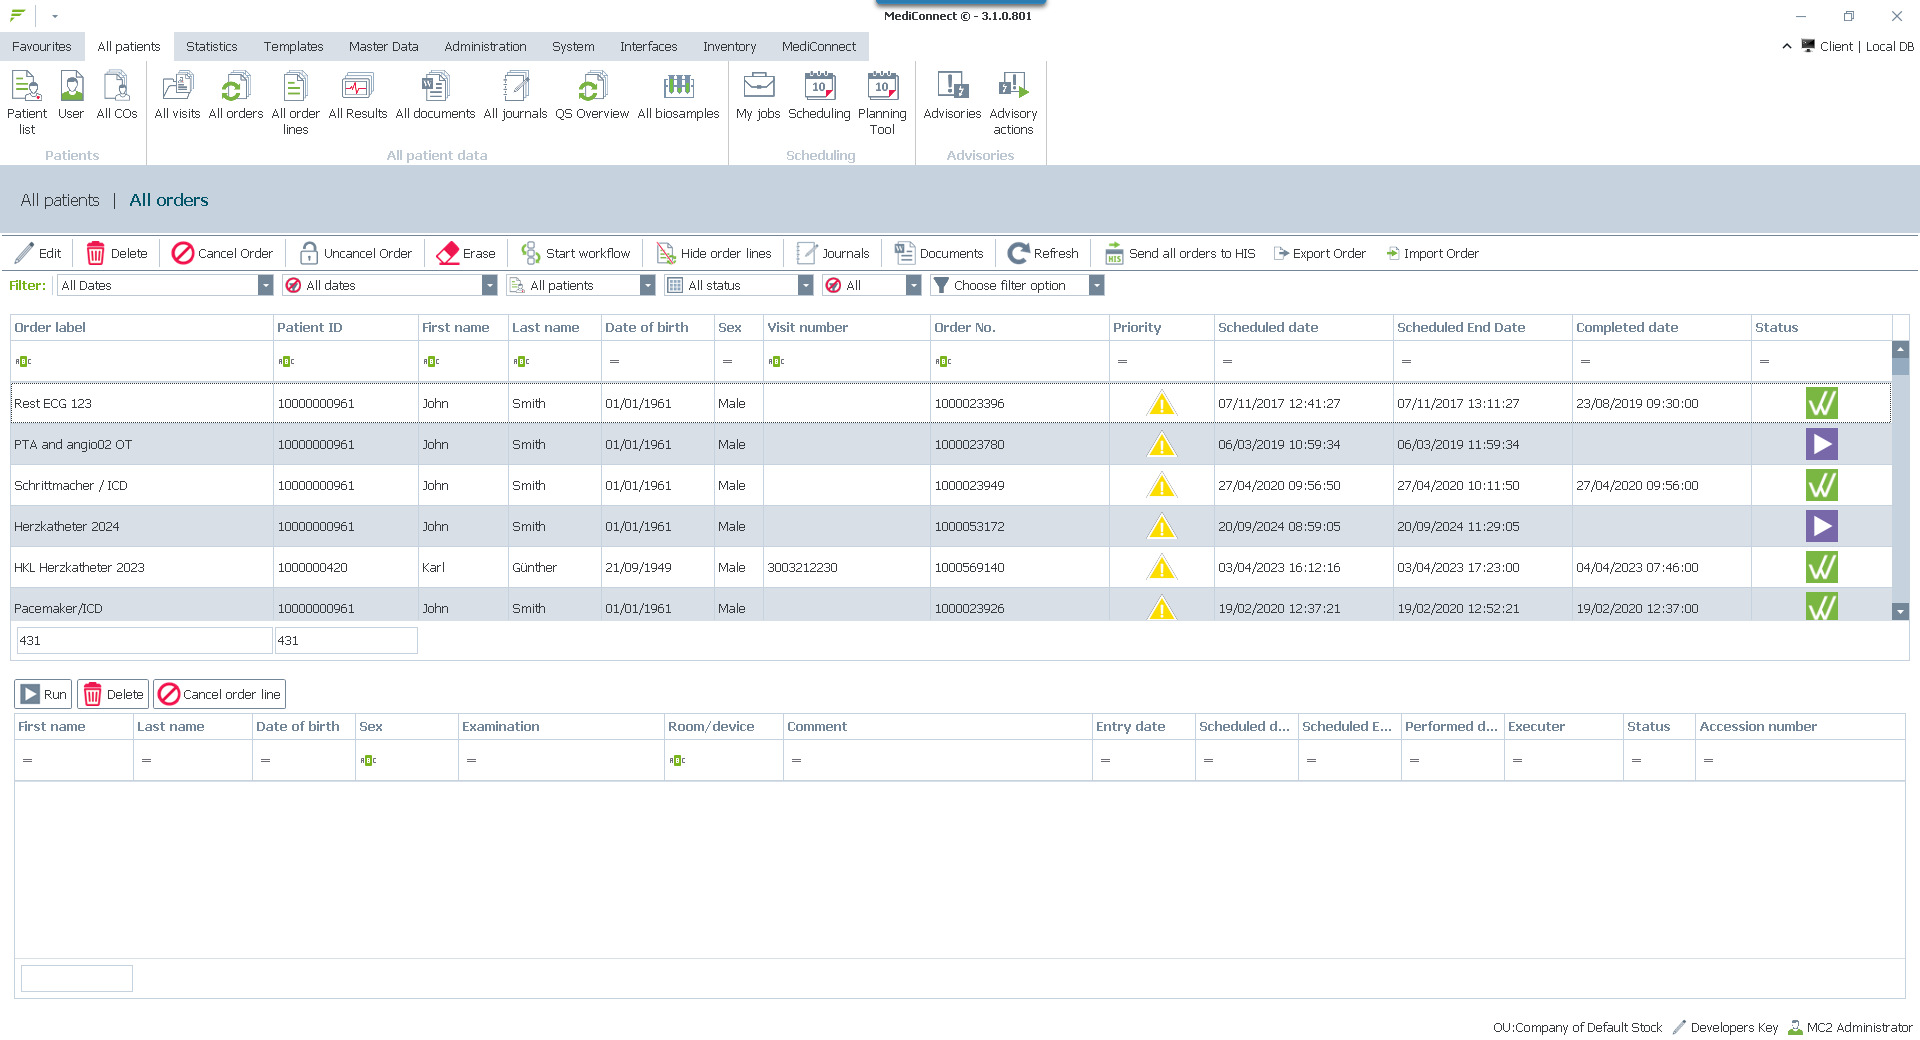 MediConnect © - 3.1.0.801
Favourites All patients Statistics Templates Master Data Administration System Interfaces Inventory MediConnect
Client | Local DB
Patient list User All COs All visits All orders All order lines All Results All documents All journals QS Overview All biosamples My jobs Scheduling Planning Tool Advisories Advisory actions
Patients All patient data Scheduling Advisories
All patients | All orders
Edit Delete Cancel Order Uncancel Order Erase Start workflow Hide order lines Journals Documents Refresh Send all orders to HIS Export Order Import Order
Filter: All Dates All dates All patients All status All Choose filter option
Order label Patient ID First name Last name Date of birth Sex Visit number Order No. Priority Scheduled date Scheduled End Date Completed date Status
Rest ECG 123 10000000961 John Smith 01/01/1961 Male 1000023396 07/11/2017 12:41:27 07/11/2017 13:11:27 23/08/2019 09:30:00
PTA and angio02 OT 10000000961 John Smith 01/01/1961 Male 1000023780 06/03/2019 10:59:34 06/03/2019 11:59:34
Schrittmacher / ICD 10000000961 John Smith 01/01/1961 Male 1000023949 27/04/2020 09:56:50 27/04/2020 10:11:50 27/04/2020 09:56:00
Herzkatheter 2024 10000000961 John Smith 01/01/1961 Male 1000053172 20/09/2024 08:59:05 20/09/2024 11:29:05
HKL Herzkatheter 2023 1000000420 Karl Günther 21/09/1949 Male 3003212230 1000569140 03/04/2023 16:12:16 03/04/2023 17:23:00 04/04/2023 07:46:00
Pacemaker/ICD 10000000961 John Smith 01/01/1961 Male 1000023926 19/02/2020 12:37:21 19/02/2020 12:52:21 19/02/2020 12:37:00
431 431
Run Delete Cancel order line
First name Last name Date of birth Sex Examination Room/device Comment Entry date Scheduled d... Scheduled E... Performed d... Executer Status Accession number
OU:Company of Default Stock Developers Key MC2 Administrator